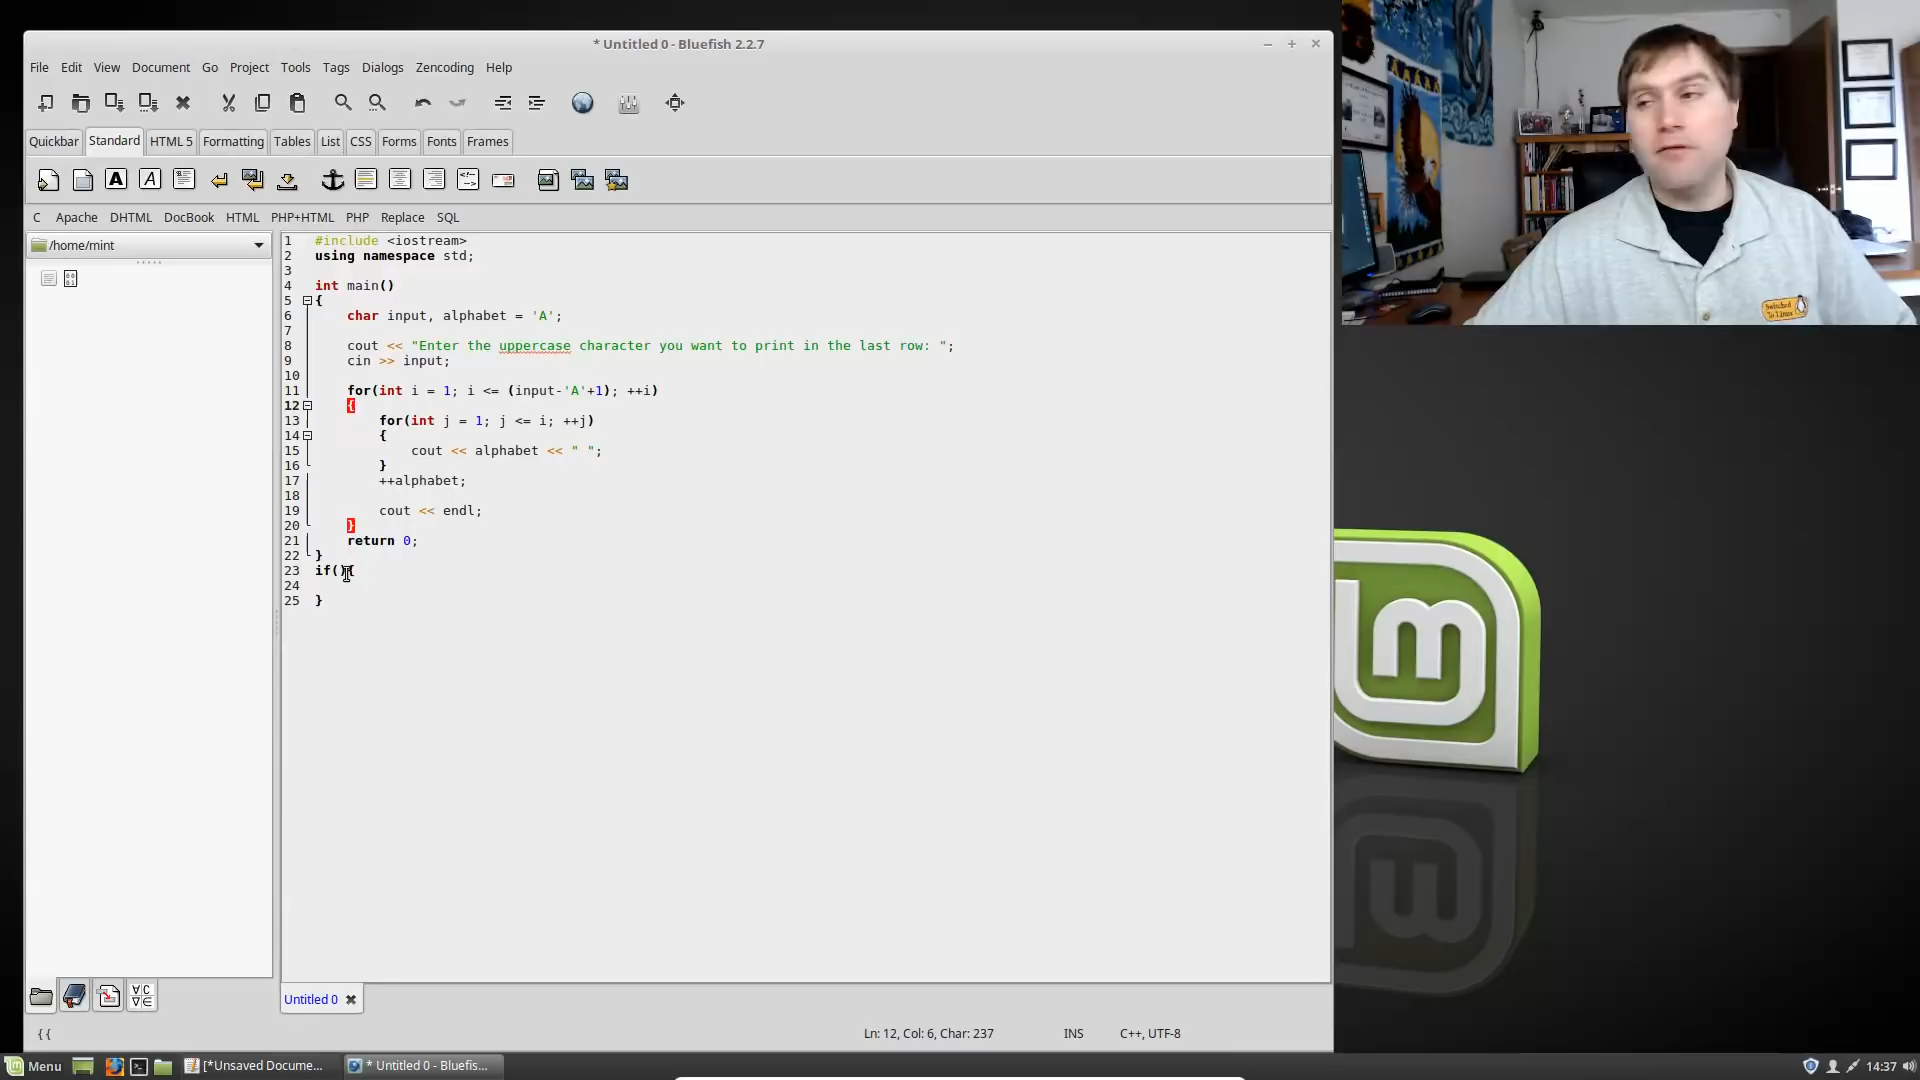 * Untitled 0 - Bluefish 2.2.7
File Edit View Document Go Project Tools Tags Dialogs Zencoding Help
Quickbar Standard HTML 5 Formatting Tables List CSS Forms Fonts Frames
C Apache DHTML DocBook HTML PHP+HTML PHP Replace SQL
/home/mint
1 #include <iostream>
2 using namespace std;
3
4 int main()
5 {
6 char input, alphabet = 'A';
7
8 cout << "Enter the uppercase character you want to print in the last row: ";
9 cin >> input;
10
11 for(int i = 1; i <= (input-'A'+1); ++i)
12 {
13 for(int j = 1; j <= i; ++j)
14 {
15 cout << alphabet << " ";
16 }
17 ++alphabet;
18
19 cout << endl;
20 }
21 return 0;
22 }
23 if(){
24
25 }
Untitled 0
{ { Ln: 12, Col: 6, Char: 237 INS C++, UTF-8
Menu [*Unsaved Docume... * Untitled 0 - Bluefis... 14:37
Switched
To Linux